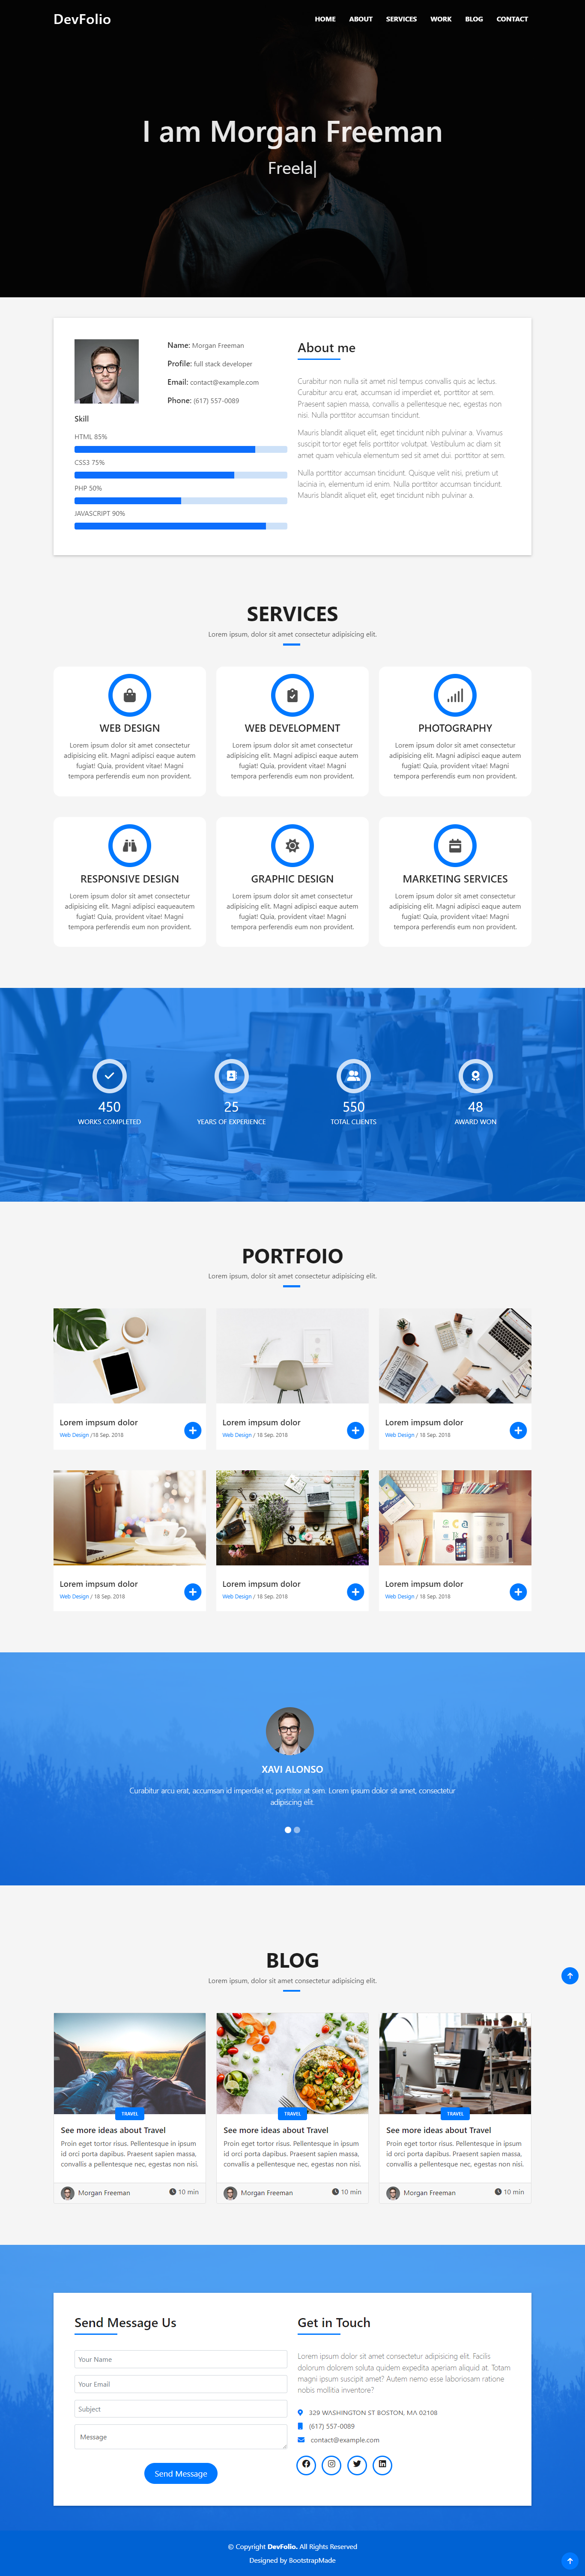 DevFolio
HOME ABOUT SERVICES WORK BLOG CONTACT
I am Morgan Freeman
Freela|
Name: Morgan Freeman
Profile: full stack developer
Email: contact@example.com
Phone: (617) 557-0089
Skill
HTML 85%
CSS3 75%
PHP 50%
JAVASCRIPT 90%
About me
Curabitur non nulla sit amet nisl tempus convallis quis ac lectus.
Curabitur arcu erat, accumsan id imperdiet et, porttitor at sem.
Praesent sapien massa, convallis a pellentesque nec, egestas non
nisi. Nulla porttitor accumsan tincidunt.
Mauris blandit aliquet elit, eget tincidunt nibh pulvinar a. Vivamus
suscipit tortor eget felis porttitor volutpat. Vestibulum ac diam sit
amet quam vehicula elementum sed sit amet dui. porttitor at sem.
Nulla porttitor accumsan tincidunt. Quisque velit nisi, pretium ut
lacinia in, elementum id enim. Nulla porttitor accumsan tincidunt.
Mauris blandit aliquet elit, eget tincidunt nibh pulvinar a.
SERVICES
Lorem ipsum, dolor sit amet consectetur adipisicing elit.
WEB DESIGN
Lorem ipsum dolor sit amet consectetur
adipisicing elit. Magni adipisci eaque autem
fugiat! Quia, provident vitae! Magni
tempora perferendis eum non provident.
WEB DEVELOPMENT
Lorem ipsum dolor sit amet consectetur
adipisicing elit. Magni adipisci eaque autem
fugiat! Quia, provident vitae! Magni
tempora perferendis eum non provident.
PHOTOGRAPHY
Lorem ipsum dolor sit amet consectetur
adipisicing elit. Magni adipisci eaque autem
fugiat! Quia, provident vitae! Magni
tempora perferendis eum non provident.
RESPONSIVE DESIGN
Lorem ipsum dolor sit amet consectetur
adipisicing elit. Magni adipisci eaqueautem
fugiat! Quia, provident vitae! Magni
tempora perferendis eum non provident.
GRAPHIC DESIGN
Lorem ipsum dolor sit amet consectetur
adipisicing elit. Magni adipisci eaque autem
fugiat! Quia, provident vitae! Magni
tempora perferendis eum non provident.
MARKETING SERVICES
Lorem ipsum dolor sit amet consectetur
adipisicing elit. Magni adipisci eaque autem
fugiat! Quia, provident vitae! Magni
tempora perferendis eum non provident.
450
WORKS COMPLETED
25
YEARS OF EXPERIENCE
550
TOTAL CLIENTS
48
AWARD WON
PORTFOIO
Lorem ipsum, dolor sit amet consectetur adipisicing elit.
Lorem impsum dolor
Web Design /18 Sep. 2018
Lorem impsum dolor
Web Design / 18 Sep. 2018
Lorem impsum dolor
Web Design / 18 Sep. 2018
Lorem impsum dolor
Web Design / 18 Sep. 2018
Lorem impsum dolor
Web Design / 18 Sep. 2018
Lorem impsum dolor
Web Design / 18 Sep. 2018
XAVI ALONSO
Curabitur arcu erat, accumsan id imperdiet et, porttitor at sem. Lorem ipsum dolor sit amet, consectetur
adipiscing elit.
BLOG
Lorem ipsum, dolor sit amet consectetur adipisicing elit.
TRAVEL
See more ideas about Travel
Proin eget tortor risus. Pellentesque in ipsum
id orci porta dapibus. Praesent sapien massa,
convallis a pellentesque nec, egestas non nisi.
Morgan Freeman 10 min
TRAVEL
See more ideas about Travel
Proin eget tortor risus. Pellentesque in ipsum
id orci porta dapibus. Praesent sapien massa,
convallis a pellentesque nec, egestas non nisi.
Morgan Freeman 10 min
TRAVEL
See more ideas about Travel
Proin eget tortor risus. Pellentesque in ipsum
id orci porta dapibus. Praesent sapien massa,
convallis a pellentesque nec, egestas non nisi.
Morgan Freeman 10 min
Send Message Us
Your Name
Your Email
Subject
Message
Send Message
Get in Touch
Lorem ipsum dolor sit amet consectetur adipisicing elit. Facilis
dolorum dolorem soluta quidem expedita aperiam aliquid at. Totam
magni ipsum suscipit amet? Autem nemo esse laboriosam ratione
nobis mollitia inventore?
329 WASHINGTON ST BOSTON, MA 02108
(617) 557-0089
contact@example.com
© Copyright DevFolio. All Rights Reserved
Designed by BootstrapMade